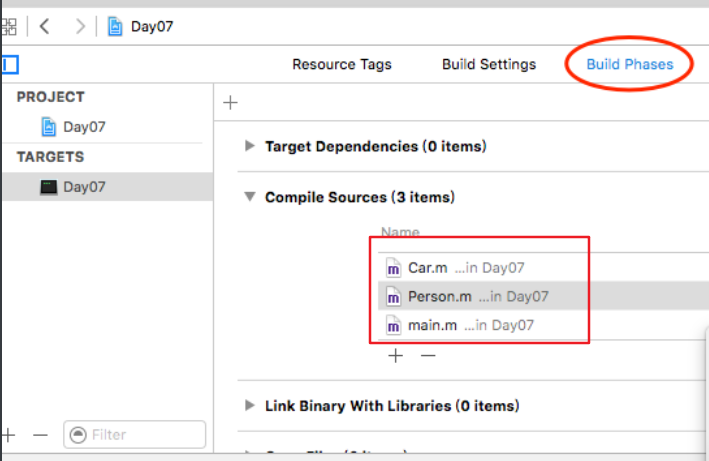 Day07
Resource Tags Build Settings Build Phases
PROJECT
Day07
TARGETS
Day07
Target Dependencies (0 items)
Compile Sources (3 items)
Name
Car.m ...in Day07
Person.m ...in Day07
main.m ...in Day07
Link Binary With Libraries (0 items)
Filter